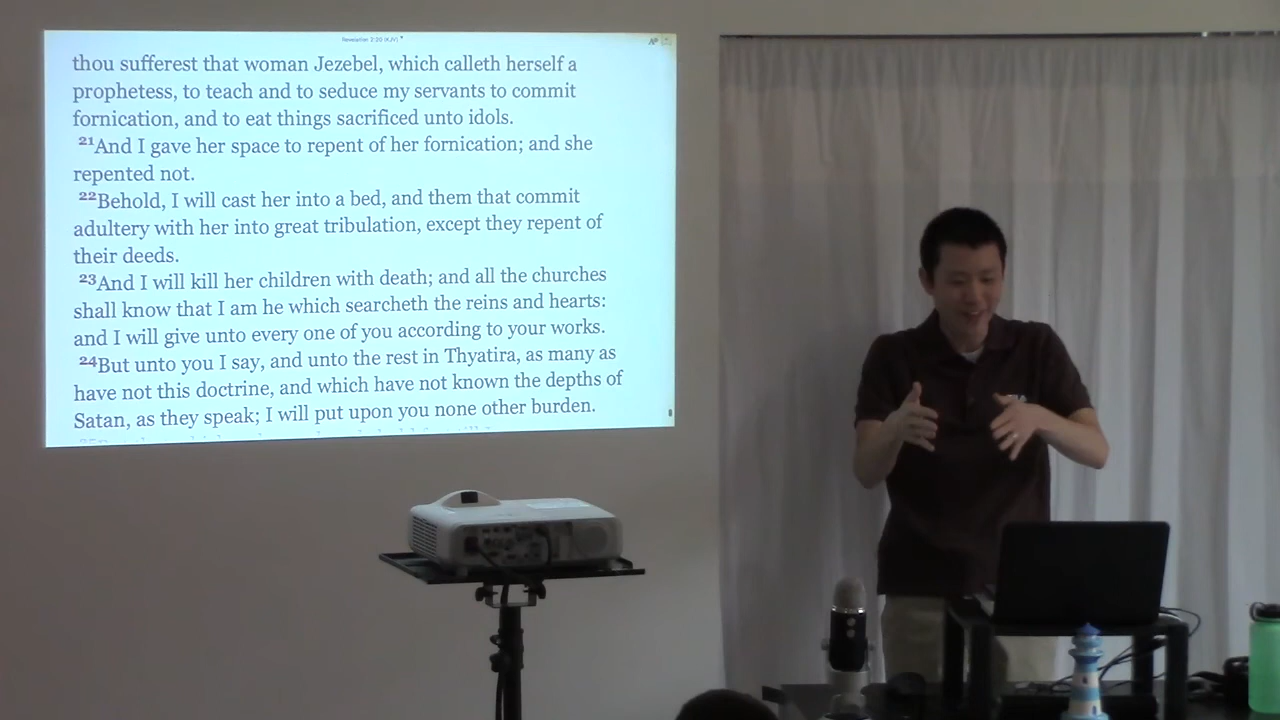 Revelation 2:20 (KJV)
thou sufferest that woman Jezebel, which calleth herself a
prophetess, to teach and to seduce my servants to commit
fornication, and to eat things sacrificed unto idols.
21And I gave her space to repent of her fornication; and she
repented not.
22Behold, I will cast her into a bed, and them that commit
adultery with her into great tribulation, except they repent of
their deeds.
23And I will kill her children with death; and all the churches
shall know that I am he which searcheth the reins and hearts:
and I will give unto every one of you according to your works.
24But unto you I say, and unto the rest in Thyatira, as many as
have not this doctrine, and which have not known the depths of
Satan, as they speak; I will put upon you none other burden.